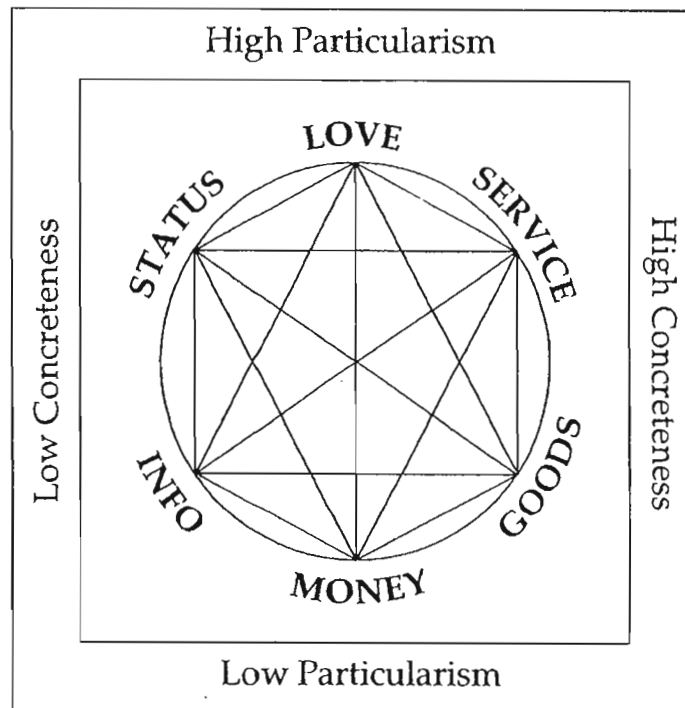 High Particularism
LOVE
STATUS
SERVICE
Low Concreteness
High Concreteness
INFO
GOODS
MONEY
Low Particularism